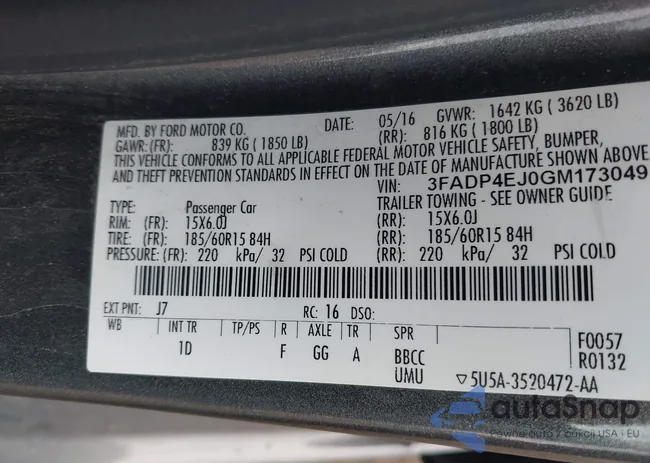 MFD. BY FORD MOTOR CO. DATE: 05/16 GVWR: 1642 KG ( 3620 LB)
GAWR: (FR): 839 KG ( 1850 LB) (RR): 816 KG ( 1800 LB)
THIS VEHICLE CONFORMS TO ALL APPLICABLE FEDERAL MOTOR VEHICLE SAFETY, BUMPER,
AND THEFT PREVENTION STANDARDS IN EFFECT ON THE DATE OF MANUFACTURE SHOWN ABOVE
VIN: 3FADP4EJ0GM173049
TYPE: Passenger Car TRAILER TOWING - SEE OWNER GUIDE
RIM: (FR): 15X6.0J (RR): 15X6.0J
TIRE: (FR): 185/60R15 84H (RR): 185/60R15 84H
PRESSURE: (FR): 220 kPa/ 32 PSI COLD (RR): 220 kPa/ 32 PSI COLD
EXT PNT: J7 RC: 16 DSO:
WB INT TR TP/PS R AXLE TR SPR F0057
1D F GG A BBCC R0132
UMU ▽5U5A-3520472-AA
autoSnap
Pewne auto z aukcji USA i EU